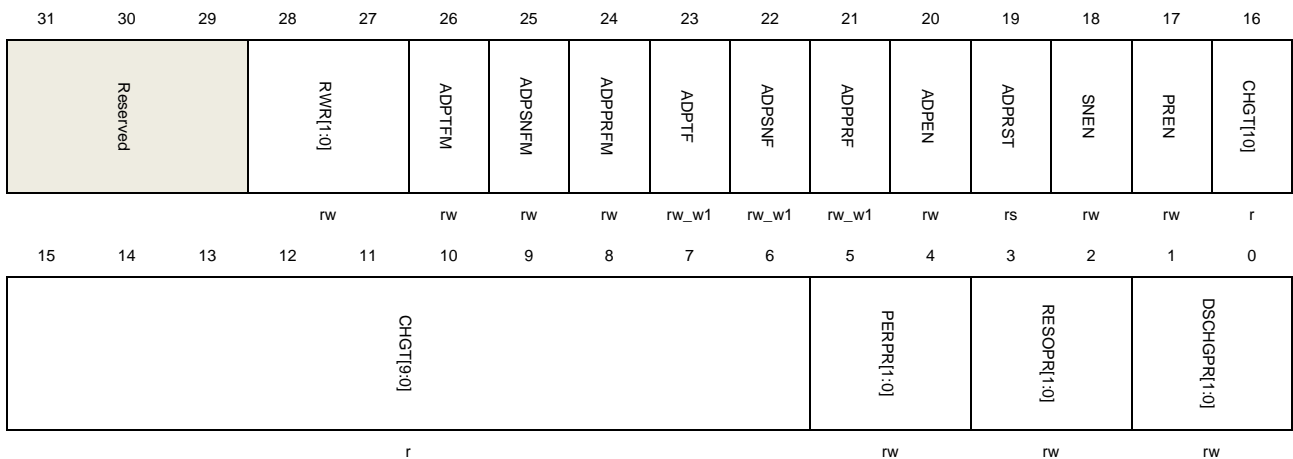 31 30 29 28 27 26 25 24 23 22 21 20 19 18 17 16
Reserved RWR[1:0] ADPTFM ADPSNFM ADPPRFM ADPTF ADPSNF ADPPRF ADPEN ADPRST SNEN PREN CHGT[10]
rw rw rw rw rw_w1 rw_w1 rw_w1 rw rs rw rw r
15 14 13 12 11 10 9 8 7 6 5 4 3 2 1 0
CHGT[9:0] PERPR[1:0] RESOPR[1:0] DSCHGPR[1:0]
r rw rw rw